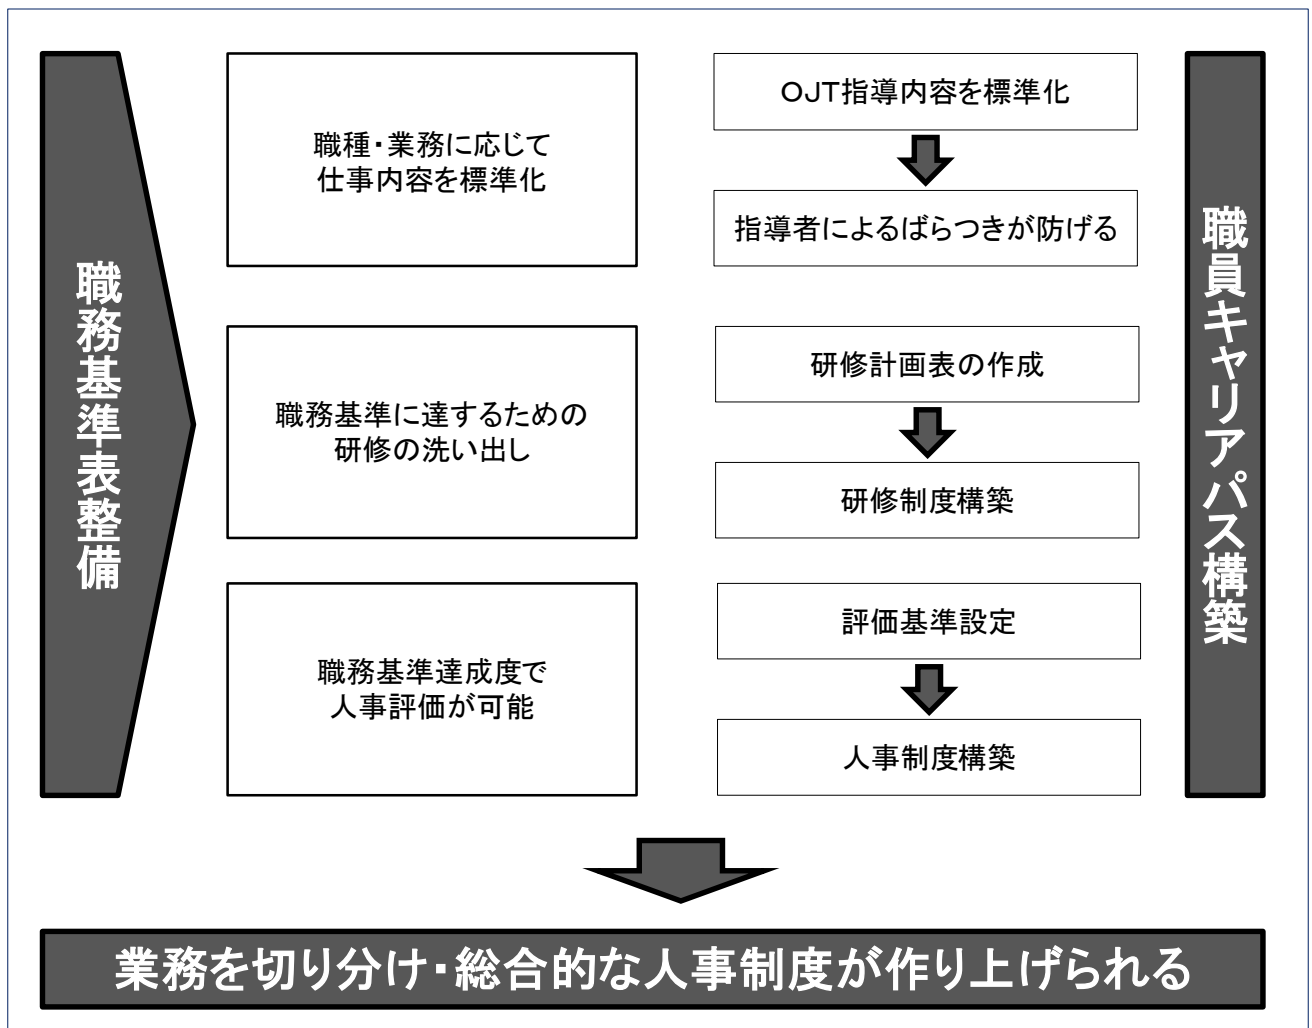 職務基準表整備
職種・業務に応じて
仕事内容を標準化
OJT指導内容を標準化
指導者によるばらつきが防げる
職務基準に達するための
研修の洗い出し
研修計画表の作成
研修制度構築
職務基準達成度で
人事評価が可能
評価基準設定
人事制度構築
職員キャリアパス構築
業務を切り分け・総合的な人事制度が作り上げられる